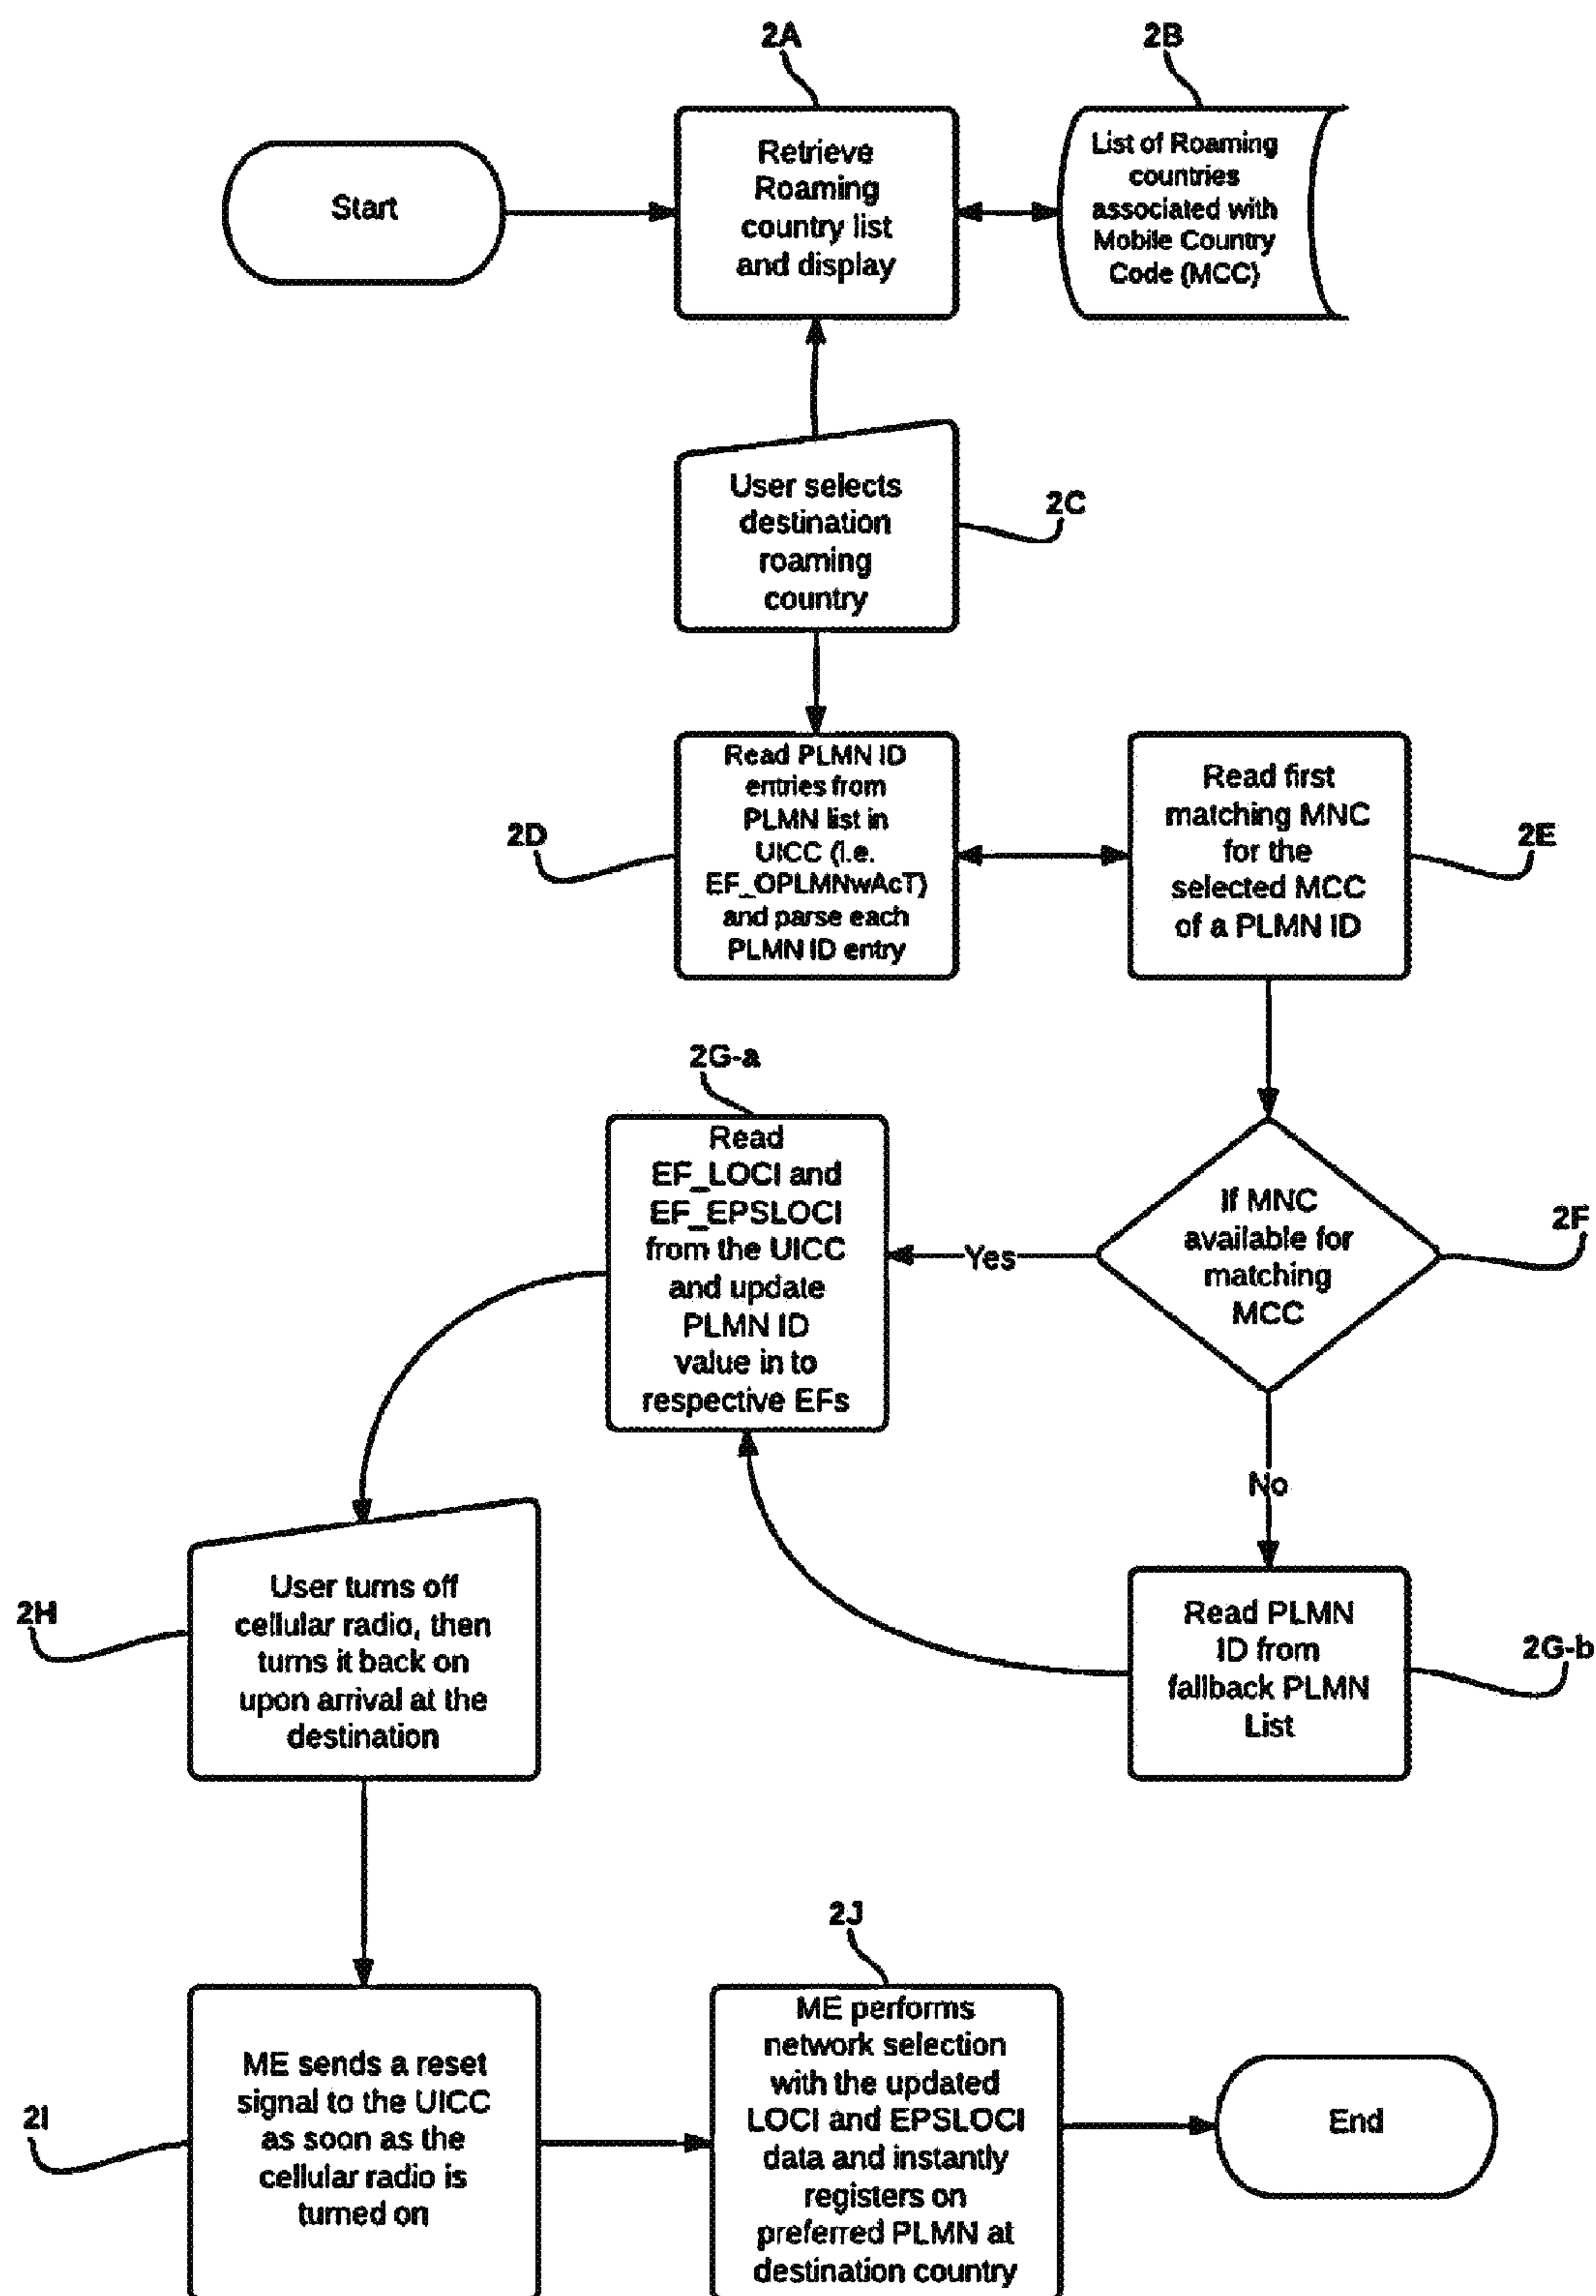 2A
2B
Start
Retrieve
Roaming
country list
and display
List of Roaming
countries
associated with
Mobile Country
Code (MCC)
User selects
destination
roaming
country
2C
2D
Read PLMN ID
entries from
PLMN list in
UICC (i.e.
EF_OPLMNwAcT)
and parse each
PLMN ID entry
Read first
matching MNC
for the
selected MCC
of a PLMN ID
2E
2G-a
Read
EF_LOCI and
EF_EPSLOCI
from the UICC
and update
PLMN ID
value in to
respective EFs
Yes
If MNC
available for
matching
MCC
2F
No
2H
User turns off
cellular radio, then
turns it back on
upon arrival at the
destination
Read PLMN
ID from
fallback PLMN
List
2G-b
2I
ME sends a reset
signal to the UICC
as soon as the
cellular radio is
turned on
2J
ME performs
network selection
with the updated
LOCI and EPSLOCI
data and instantly
registers on
preferred PLMN at
destination country
End